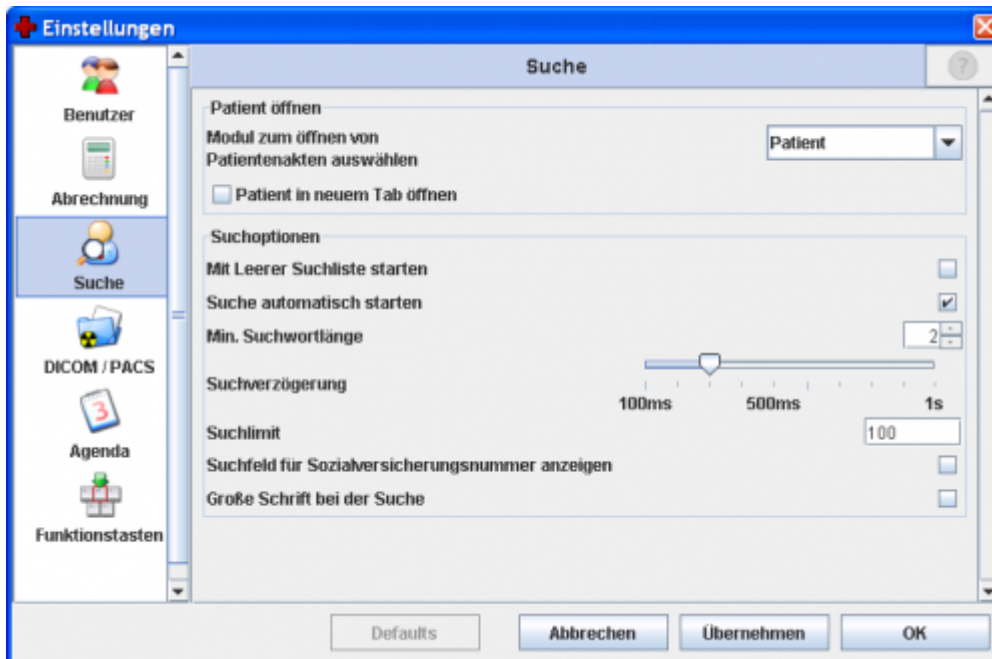 Einstellungen
Benutzer
Abrechnung
Suche
DICOM / PACS
3
Agenda
Funktionstasten
Suche
?
Patient öffnen
Modul zum öffnen von
Patientenakten auswählen
Patient
Patient in neuem Tab öffnen
Suchoptionen
Mit Leerer Suchliste starten
Suche automatisch starten
Min. Suchwortlänge
2
Suchverzögerung
100ms 500ms 1s
Suchlimit
100
Suchfeld für Sozialversicherungsnummer anzeigen
Große Schrift bei der Suche
Defaults Abbrechen Übernehmen OK